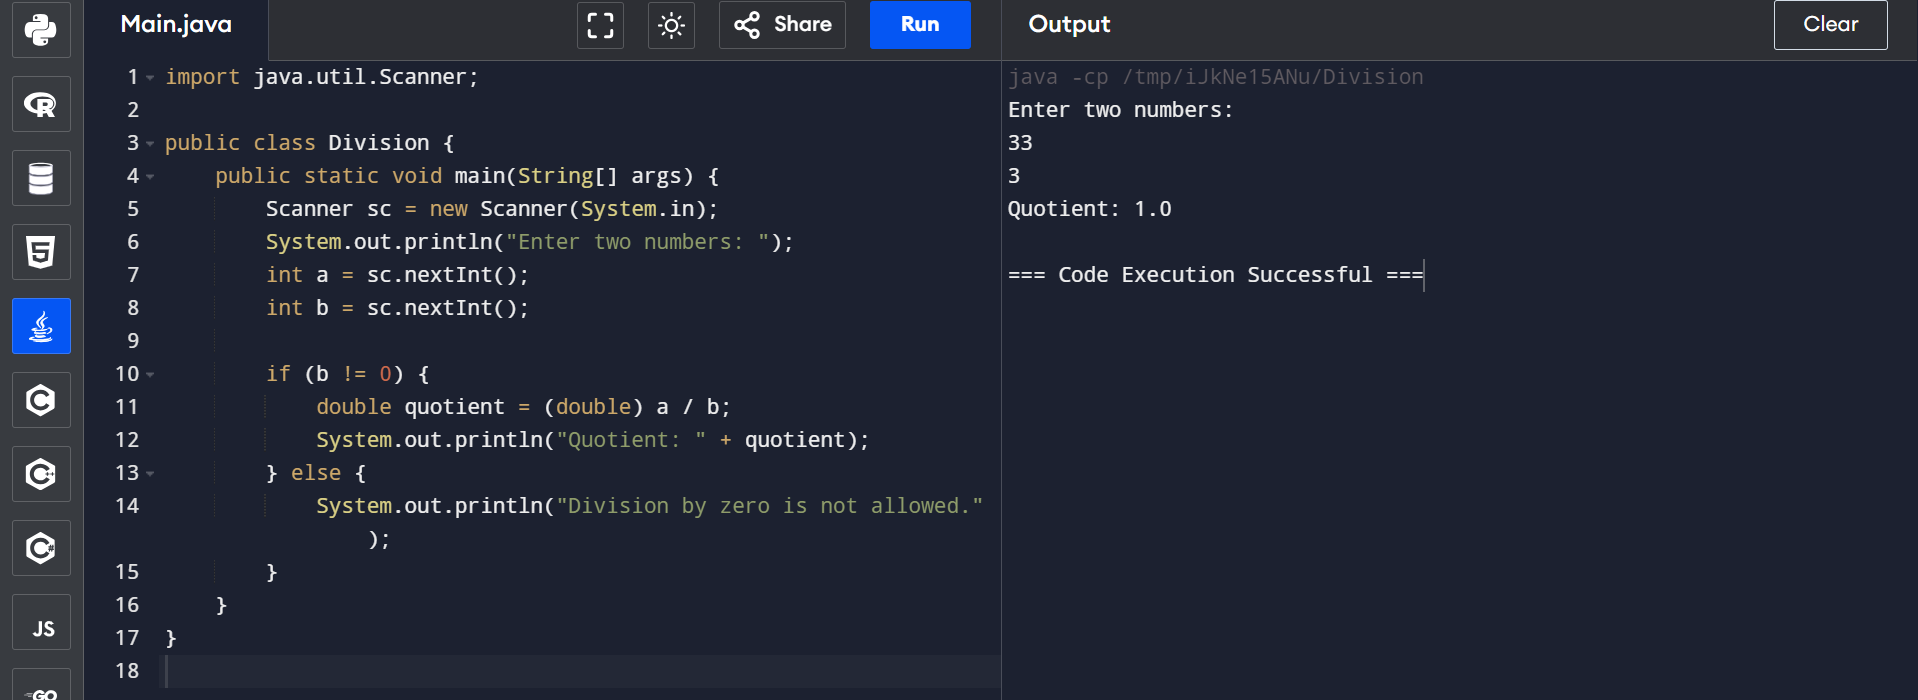 Main.java
Share
Run
Output
Clear
1 import java.util.Scanner;
2
3 public class Division {
4 public static void main(String[] args) {
5 Scanner sc = new Scanner(System.in);
6 System.out.println("Enter two numbers: ");
7 int a = sc.nextInt();
8 int b = sc.nextInt();
9
10 if (b != 0) {
11 double quotient = (double) a / b;
12 System.out.println("Quotient: " + quotient);
13 } else {
14 System.out.println("Division by zero is not allowed."
);
15 }
16 }
17 }
18
java -cp /tmp/iJkNe15ANu/Division
Enter two numbers:
33
3
Quotient: 1.0
=== Code Execution Successful ===
R
5
C
C++
C#
JS
GO